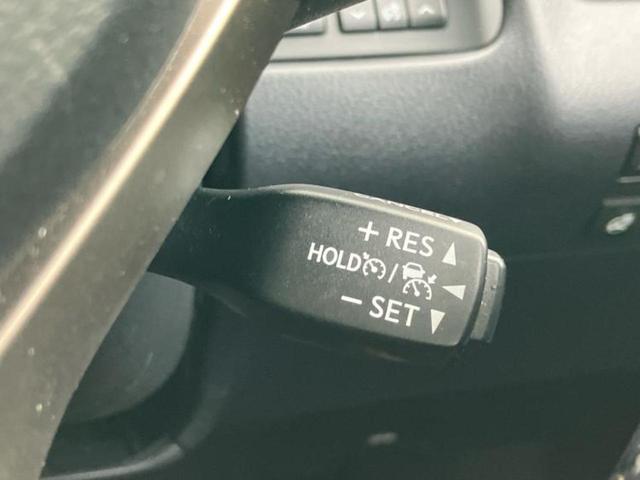 + RES ▲
HOLD /
− SET ▼